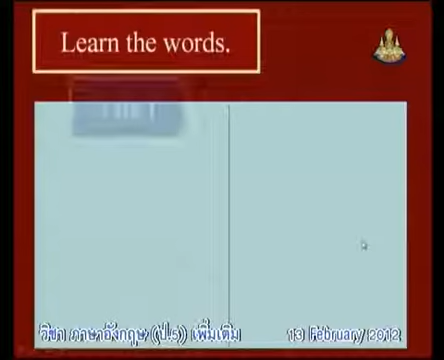 Learn the words.
วิชา ภาษาอังกฤษ (ป.5) เพิ่มเติม 13 February 2012